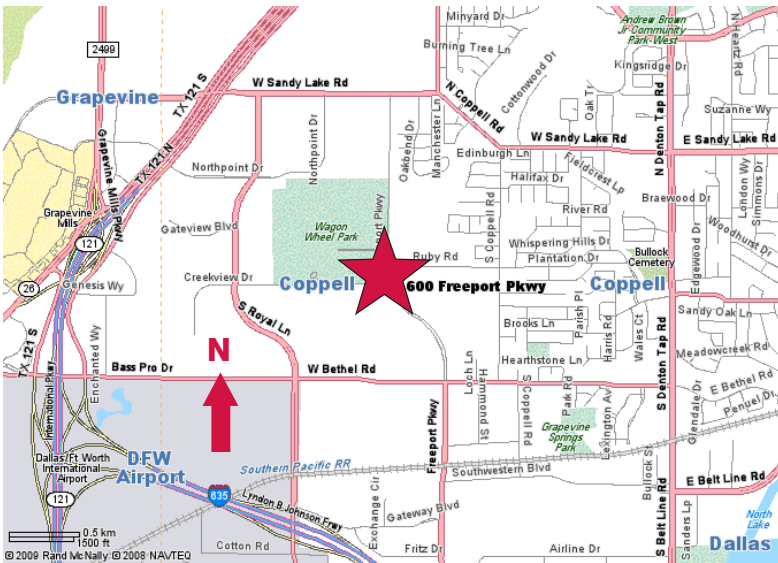 Minyard Dr
Andrew Brown
Jr Community
Park-West
N Heartz Rd
2499
Burning Tree Ln
Kingsridge Dr
W Sandy Lake Rd
Cottonwood Dr
TX 121 S
Grapevine
N Coppell Rd
Oak Tr
N Denton Tap Rd
Suzanne Wy
TX 121 N
Northpoint Dr
Oakbend Dr
Manchester Ln
W Sandy Lake Rd
E Sandy Lake Rd
Grapevine Mills Pkwy
Edinburgh Ln
Northpoint Dr
Fieldcrest Lp
Halifax Dr
Braewood Dr
London Wy
Simmons Dr
River Rd
Grapevine
Mills
Gateview Blvd
Wagon
Wheel Park
S Coppell Rd
Whispering Hills Dr
Woodhurst Dr
121
Ruby Rd
Plantation Dr
Bullock
Cemetery
Edgewood Dr
Creekview Dr
26
Genesis Wy
Coppell
600 Freeport Pkwy
Coppell
S Royal Ln
Parish Pl
Sandy Oak Ln
TX 121 S
Enchanted Wy
Brooks Ln
Harris Rd
Wales Ct
N
Hearthstone Ln
Meadowcreek Rd
International Pkwy
Bass Pro Dr
W Bethel Rd
Loch Ln
Hammond St
S Coppell Rd
Park Rd
Lexington Av
S Denton Tap Rd
Glendale Dr
E Bethel Rd
Penuel Dr
Freeport Pkwy
Grapevine
Springs
Park
Dallas/Ft Worth
International
Airport
DFW
Airport
Southern Pacific RR
Southwestern Blvd
Bullock St
E Belt Line Rd
121
635
Lyndon B Johnson Frwy
Exchange Cir
Gateway Blvd
S Belt Line Rd
Sanders Lp
North
Lake
0.5 km
1500 ft
Cotton Rd
Fritz Dr
Airline Dr
Dallas
© 2009 Rand McNally © 2008 NAVTEQ